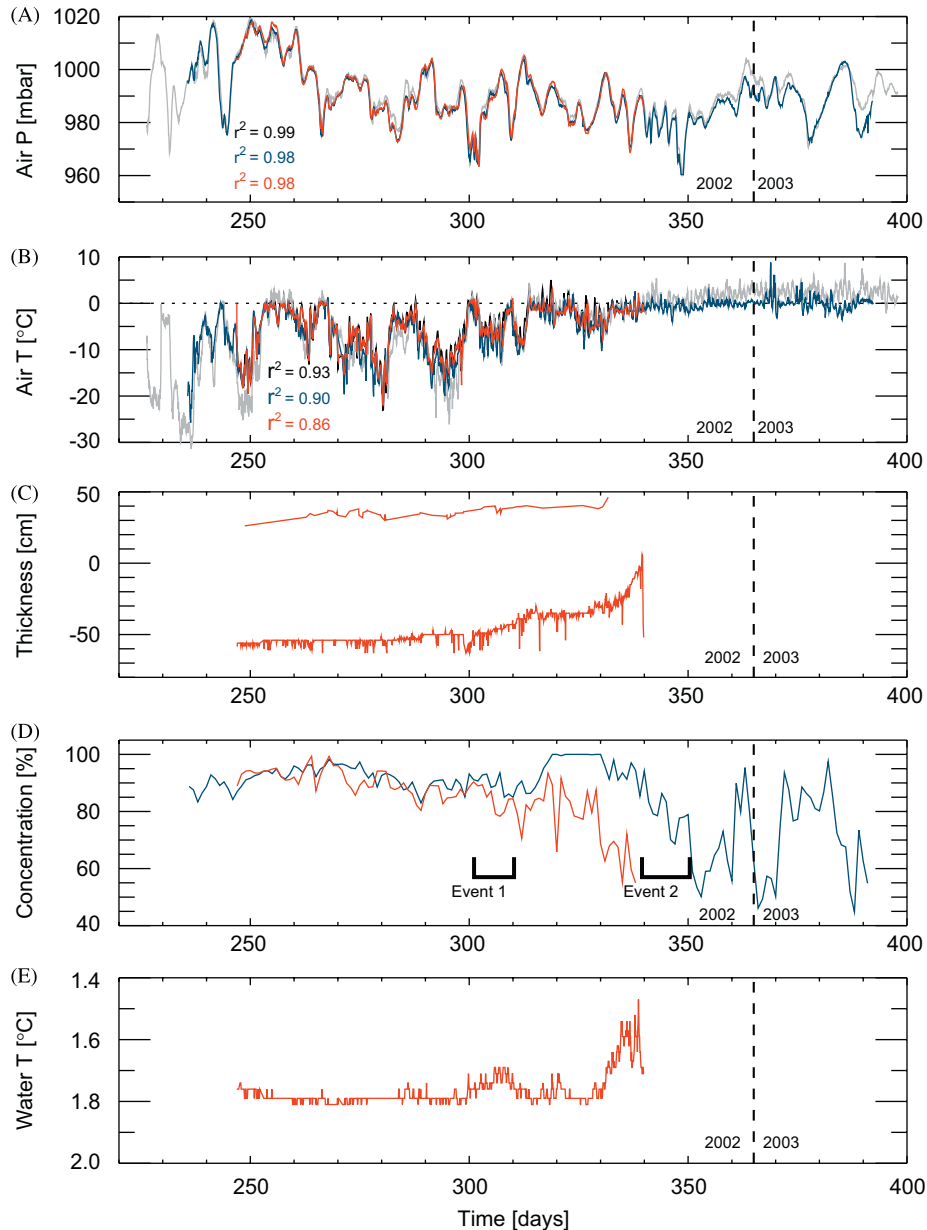 (A)
1020
1000
980
960
Air P [mbar]
r² = 0.99
r² = 0.98
r² = 0.98
2002
2003
250
300
350
400
(B)
10
0
-10
-20
-30
Air T [°C]
r² = 0.93
r² = 0.90
r² = 0.86
2002
2003
250
300
350
400
(C)
50
0
-50
Thickness [cm]
2002
2003
250
300
350
400
(D)
100
80
60
40
Concentration [%]
Event 1
Event 2
2002
2003
250
300
350
400
(E)
1.4
1.6
1.8
2.0
Water T [°C]
2002
2003
250
300
350
400
Time [days]